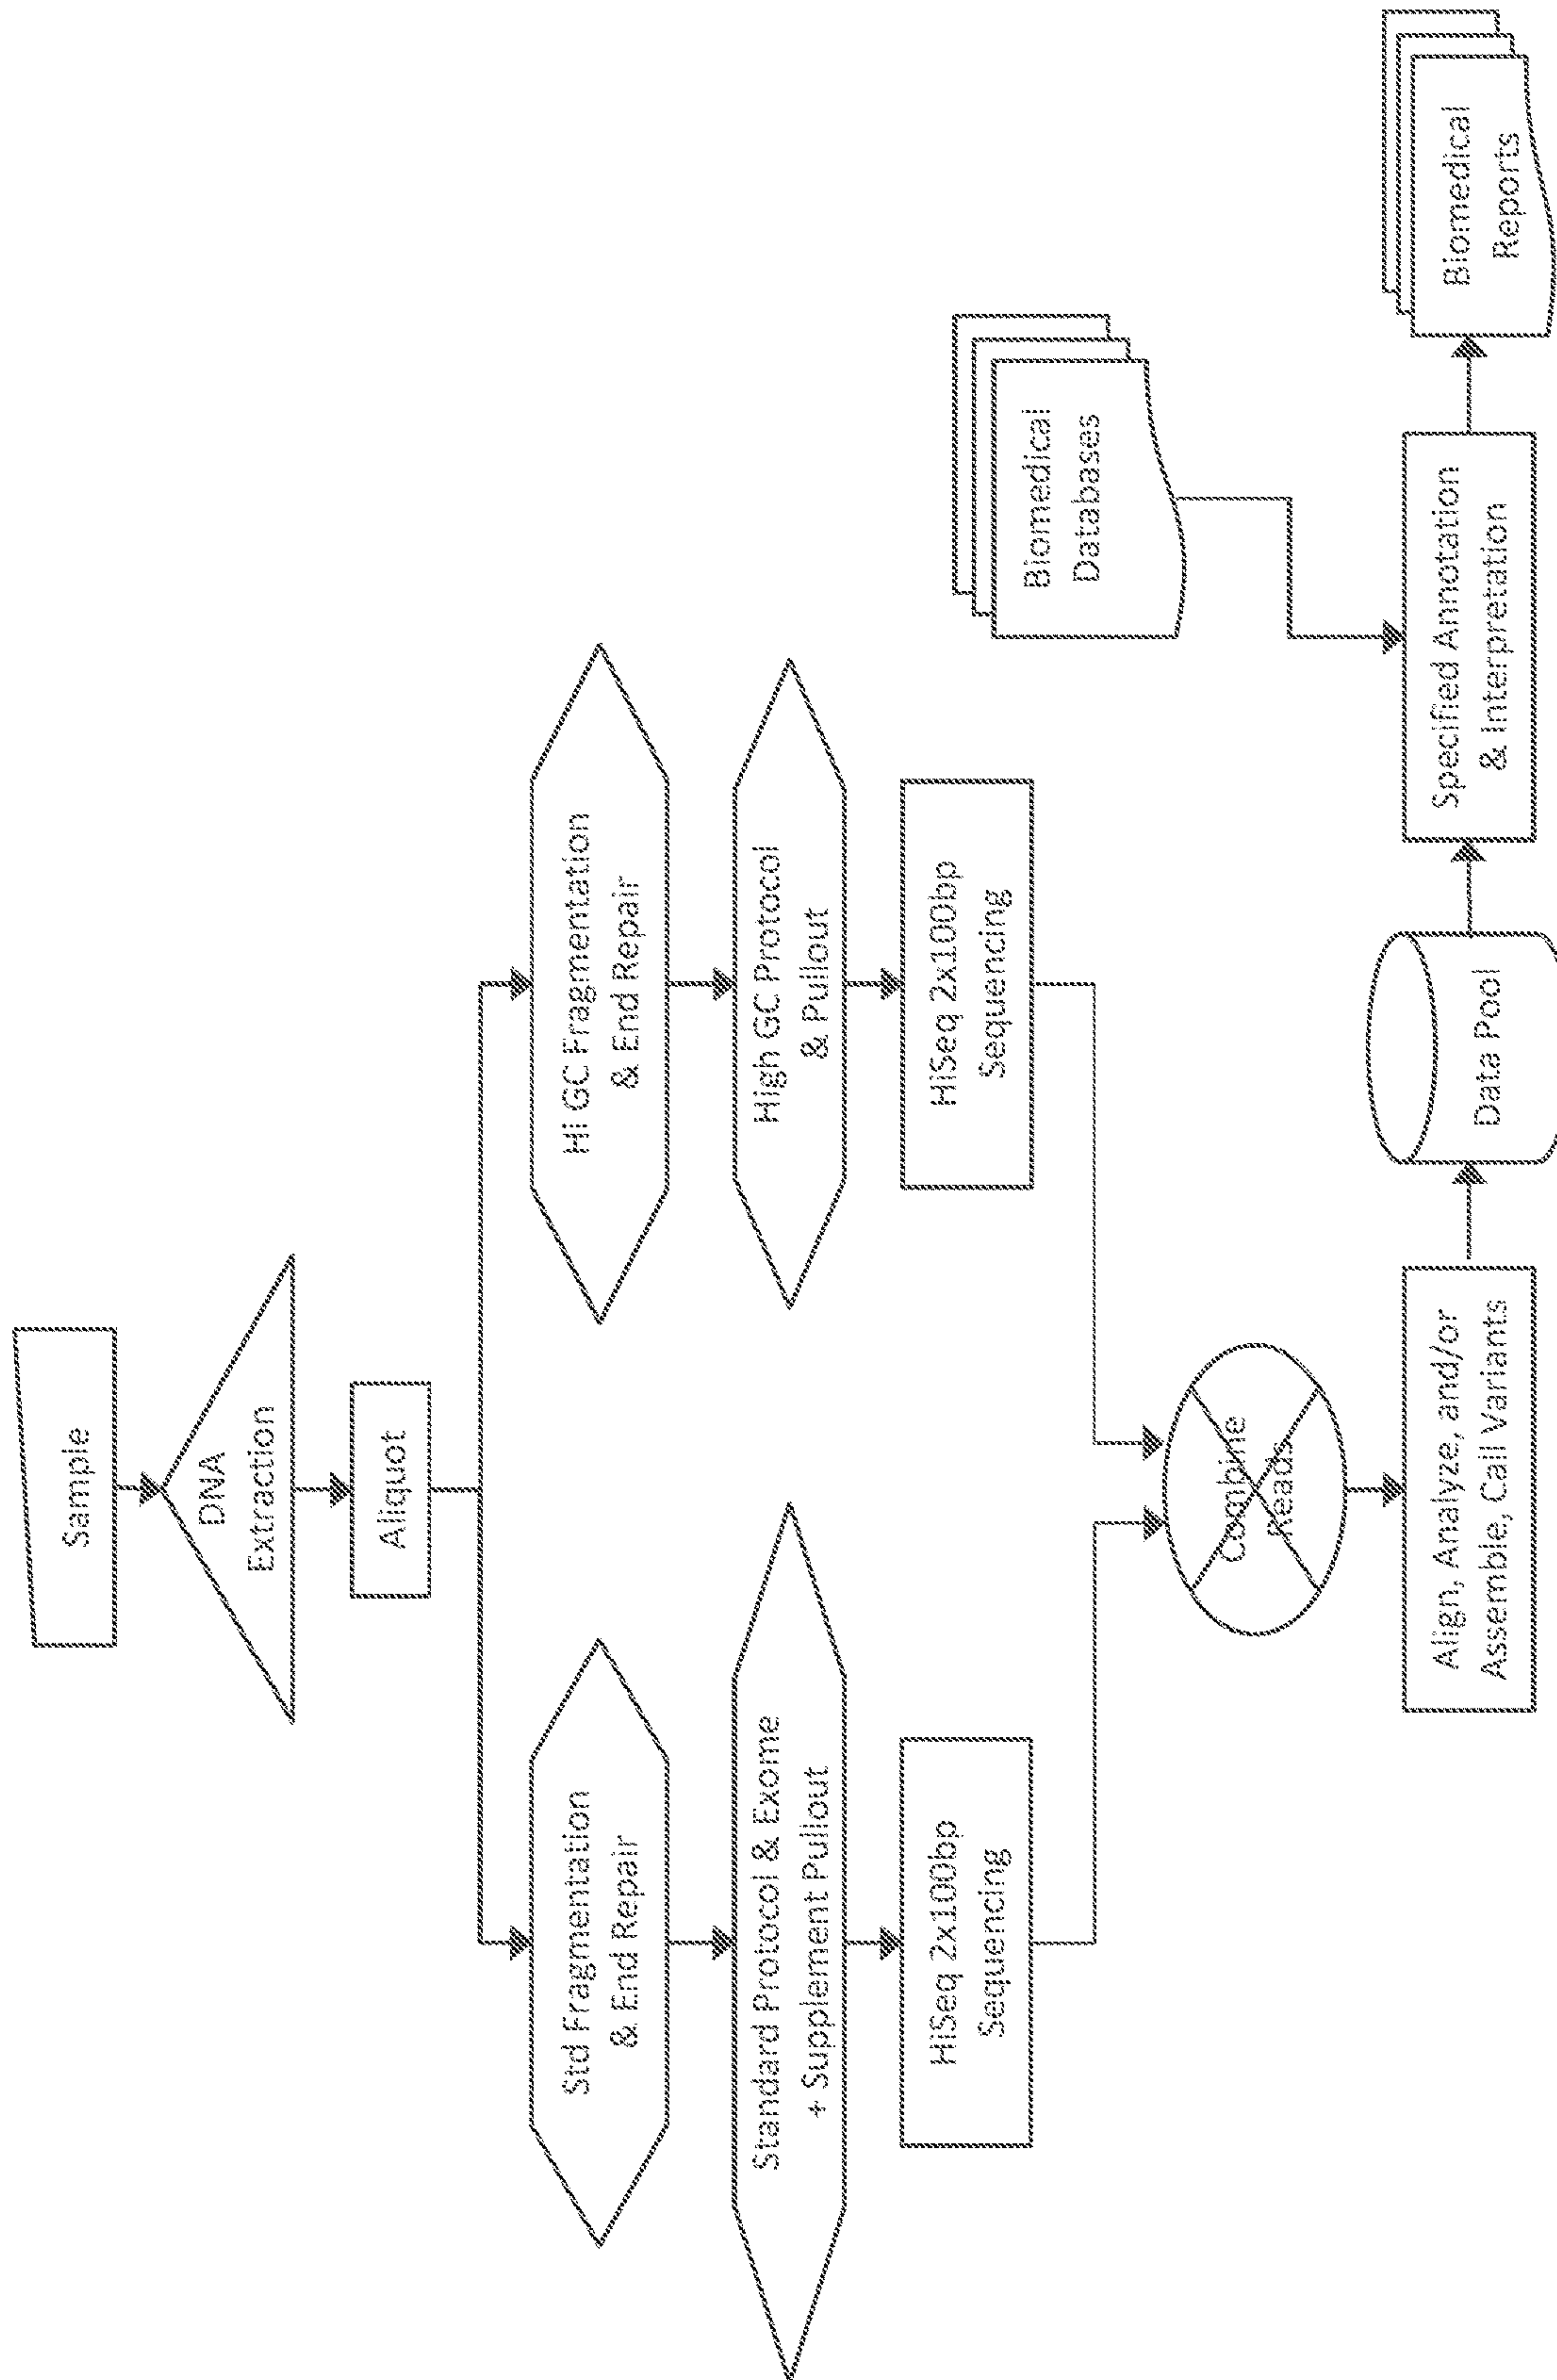 Sample
DNA
Extraction
Aliquot
Std Fragmentation
& End Repair
Hi GC Fragmentation
& End Repair
Standard Protocol & Exome
+ Supplement Pullout
High GC Protocol
& Pullout
HiSeq 2x100bp
Sequencing
HiSeq 2x100bp
Sequencing
Combine
Reads
Biomedical
Databases
Align, Analyze, and/or
Assemble, Call Variants
Data Pool
Specified Annotation
& Interpretation
Biomedical
Reports